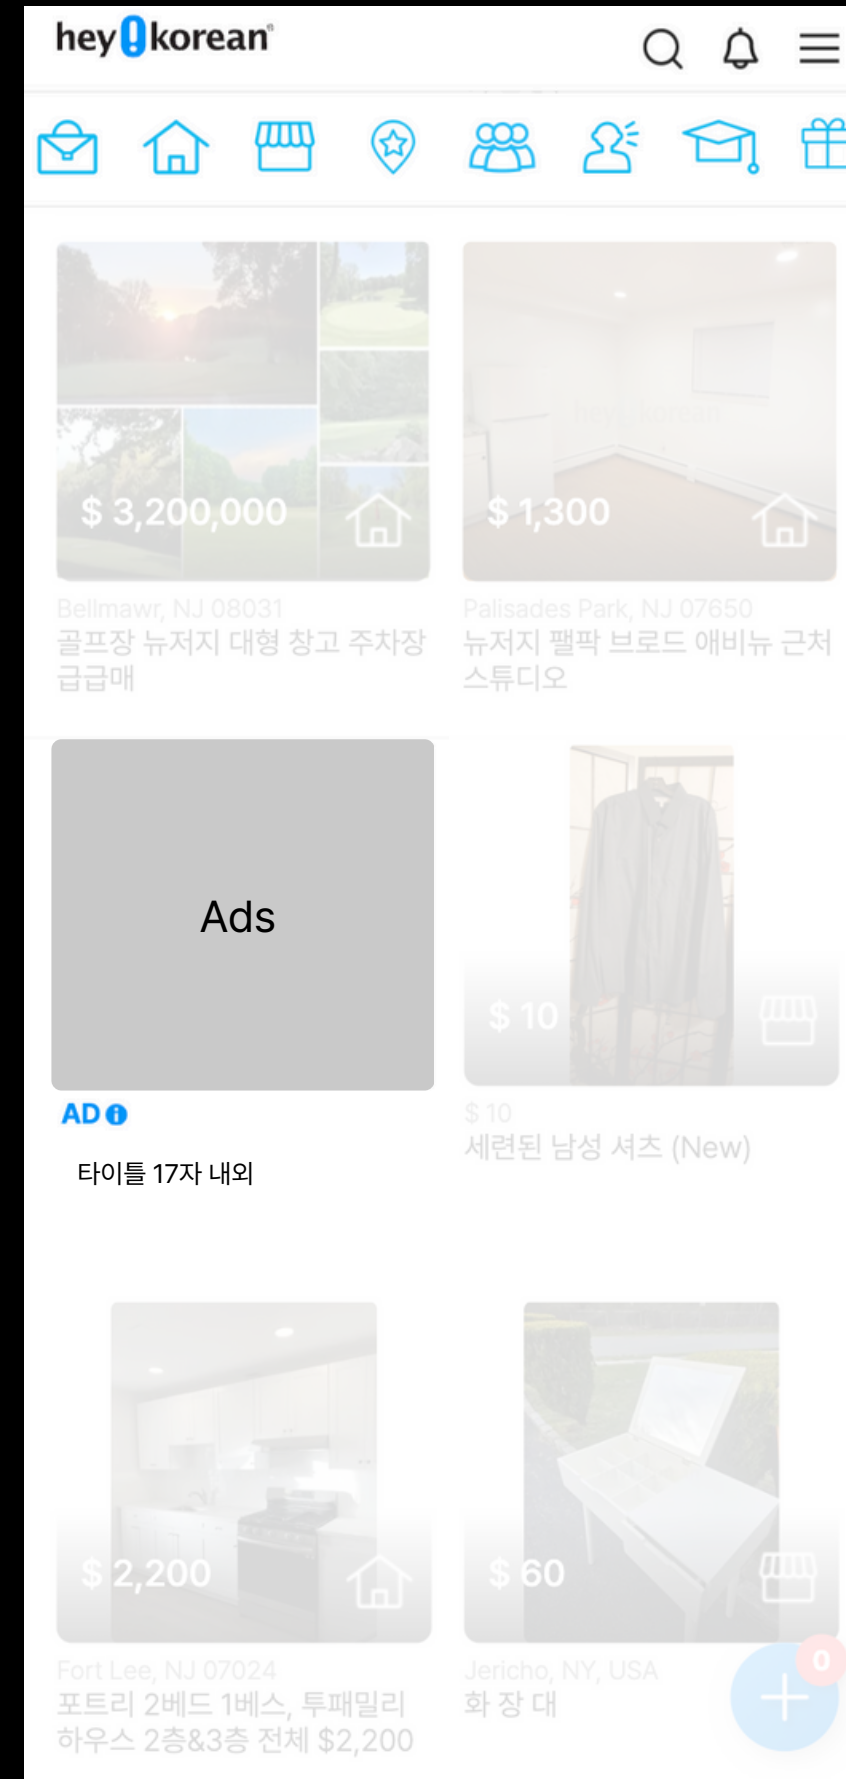 hey!korean
$ 3,200,000
$ 1,300
hey!korean
Bellmawr, NJ 08031
골프장 뉴저지 대형 창고 주차장
급급매
Palisades Park, NJ 07650
뉴저지 팰팍 브로드 애비뉴 근처
스튜디오
Ads
$ 10
AD
타이틀 17자 내외
$ 10
세련된 남성 셔츠 (New)
$ 2,200
$ 60
Fort Lee, NJ 07024
포트리 2베드 1베스, 투패밀리
하우스 2층&3층 전체 $2,200
Jericho, NY, USA
화 장 대
0